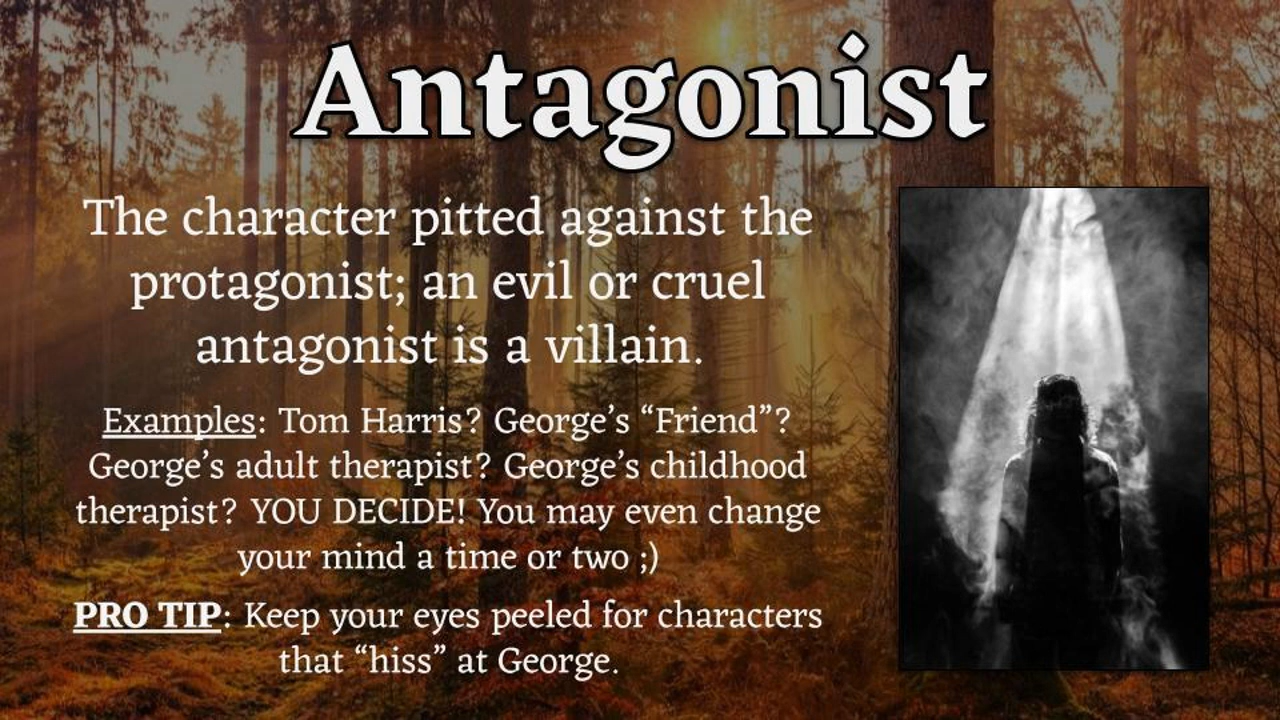 Antagonist
The character pitted against the
protagonist; an evil or cruel
antagonist is a villain.
Examples: Tom Harris? George’s “Friend”?
George’s adult therapist? George’s childhood
therapist? YOU DECIDE! You may even change
your mind a time or two ;)
PRO TIP: Keep your eyes peeled for characters
that “hiss” at George.